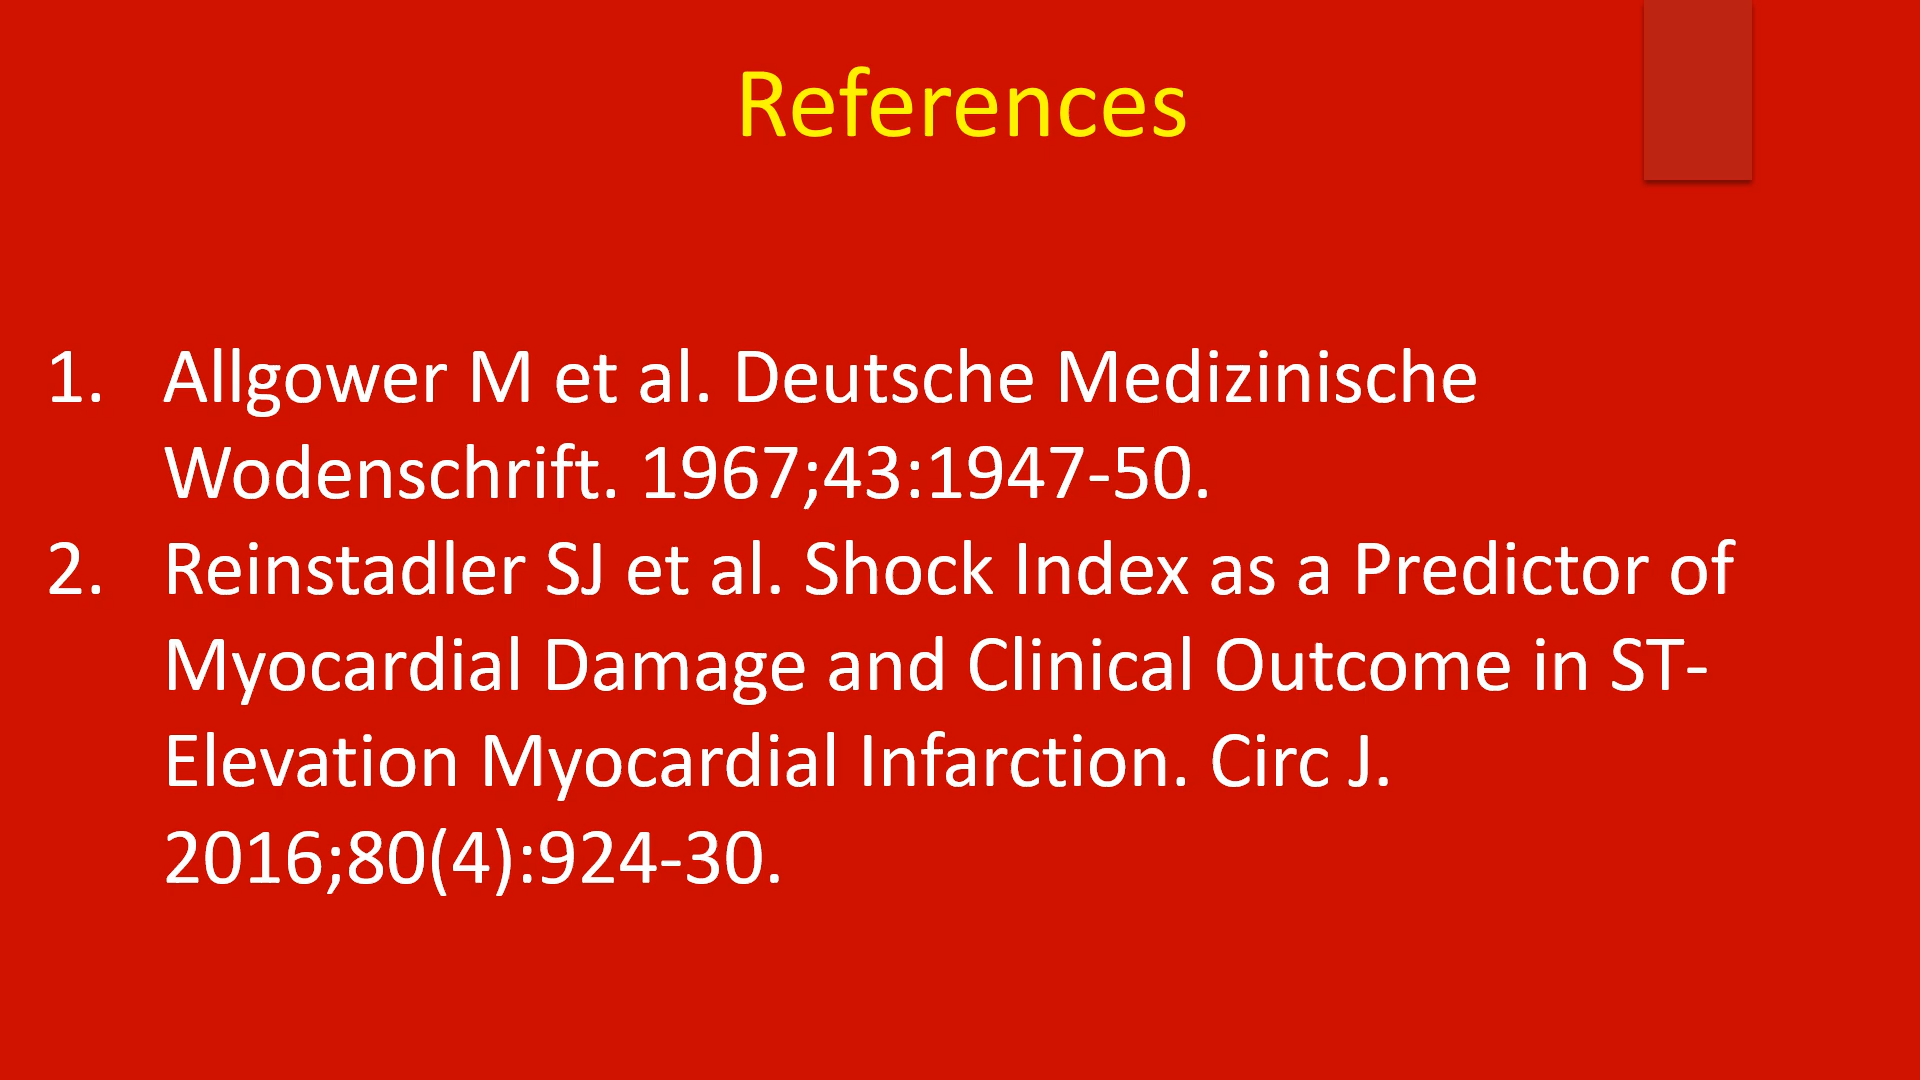 References
1. Allgower M et al. Deutsche Medizinische
Wodenschrift. 1967;43:1947-50.
2. Reinstadler SJ et al. Shock Index as a Predictor of
Myocardial Damage and Clinical Outcome in ST-
Elevation Myocardial Infarction. Circ J.
2016;80(4):924-30.